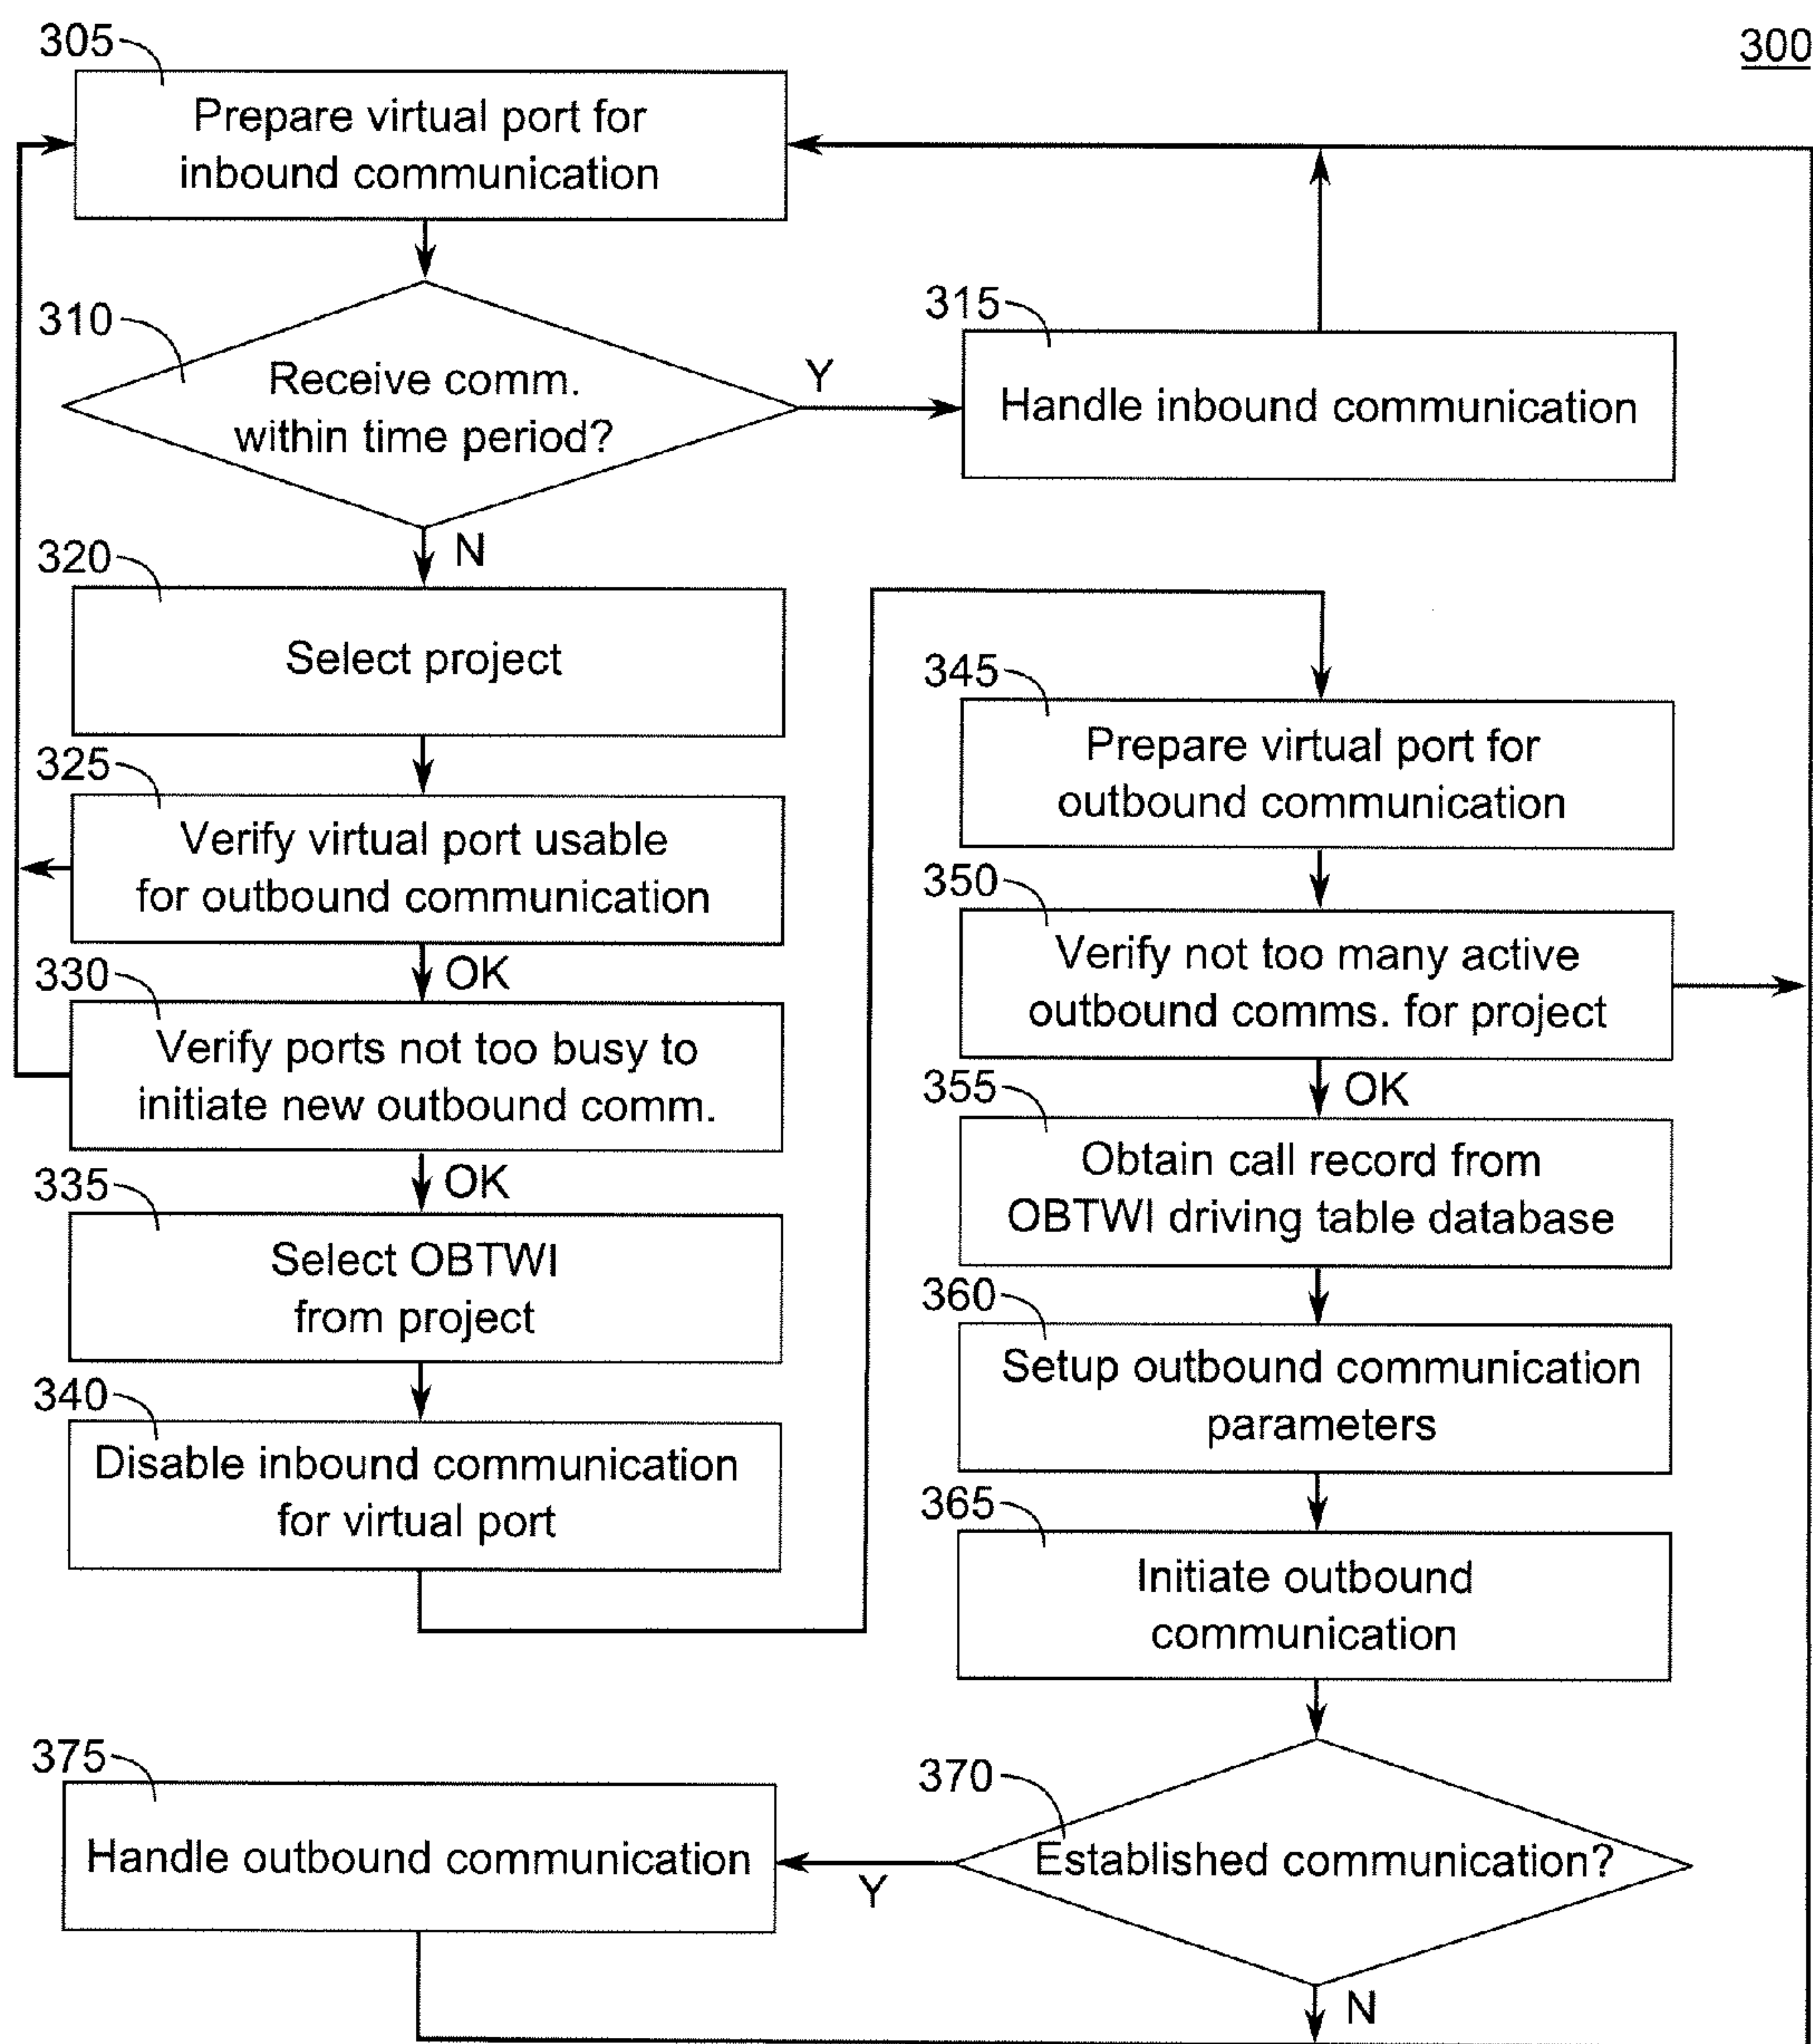 300
305
Prepare virtual port for
inbound communication
310
Receive comm.
within time period?
Y
315
Handle inbound communication
N
320
Select project
325
Verify virtual port usable
for outbound communication
OK
330
Verify ports not too busy to
initiate new outbound comm.
OK
335
Select OBTWI
from project
340
Disable inbound communication
for virtual port
345
Prepare virtual port for
outbound communication
350
Verify not too many active
outbound comms. for project
OK
355
Obtain call record from
OBTWI driving table database
360
Setup outbound communication
parameters
365
Initiate outbound
communication
370
Established communication?
Y
375
Handle outbound communication
N